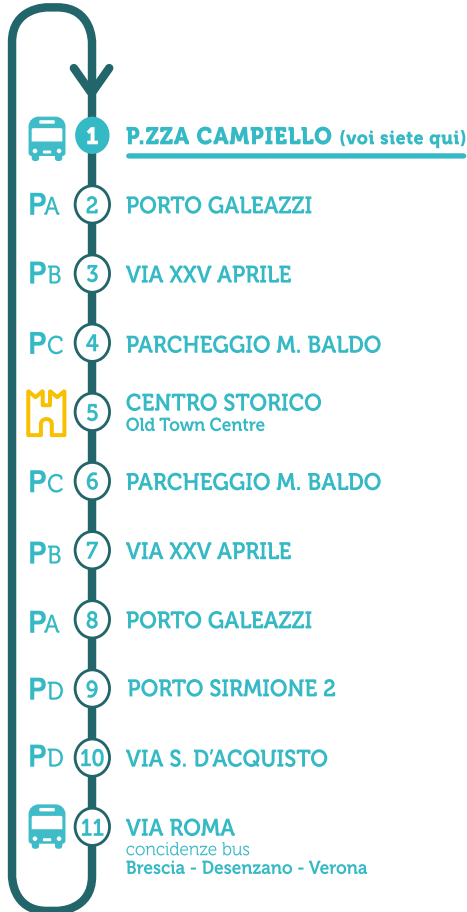 1 P.ZZA CAMPIELLO (voi siete qui)
PA 2 PORTO GALEAZZI
PB 3 VIA XXV APRILE
PC 4 PARCHEGGIO M. BALDO
5 CENTRO STORICO
Old Town Centre
PC 6 PARCHEGGIO M. BALDO
PB 7 VIA XXV APRILE
PA 8 PORTO GALEAZZI
PD 9 PORTO SIRMIONE 2
PD 10 VIA S. D'ACQUISTO
11 VIA ROMA
concidenze bus
Brescia - Desenzano - Verona